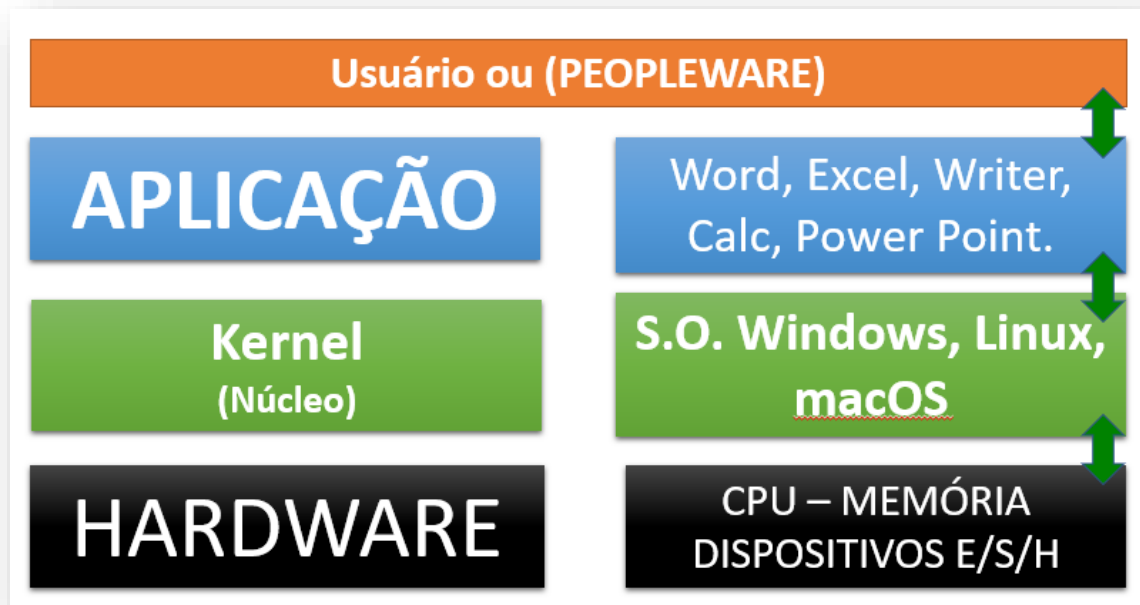 Usuário ou (PEOPLEWARE)
APLICAÇÃO
Word, Excel, Writer,
Calc, Power Point.
Kernel
(Núcleo)
S.O. Windows, Linux,
macOS
HARDWARE
CPU – MEMÓRIA
DISPOSITIVOS E/S/H